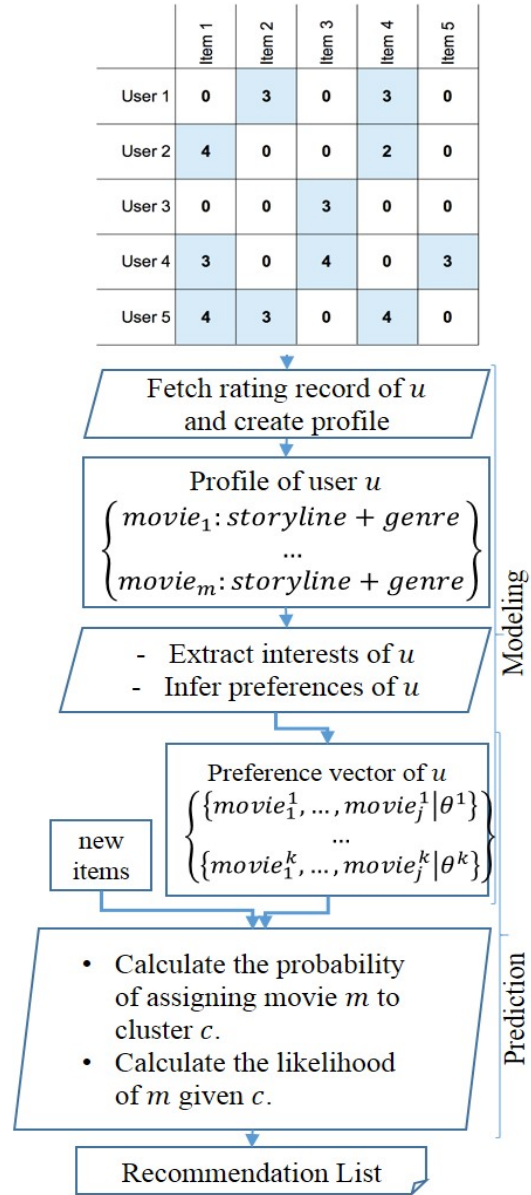 Item 1 Item 2 Item 3 Item 4 Item 5
User 1 0 3 0 3 0
User 2 4 0 0 2 0
User 3 0 0 3 0 0
User 4 3 0 4 0 3
User 5 4 3 0 4 0
Fetch rating record of u
and create profile
Profile of user u
{movie₁: storyline + genre
...
movieₘ: storyline + genre}
- Extract interests of u
- Infer preferences of u
Modeling
Preference vector of u
{{movie₁¹, ... , movieⱼ¹|θ¹}
...
{movie₁ᵏ, ... , movieⱼᵏ|θᵏ}}
new
items
• Calculate the probability
of assigning movie m to
cluster c.
• Calculate the likelihood
of m given c.
Prediction
Recommendation List